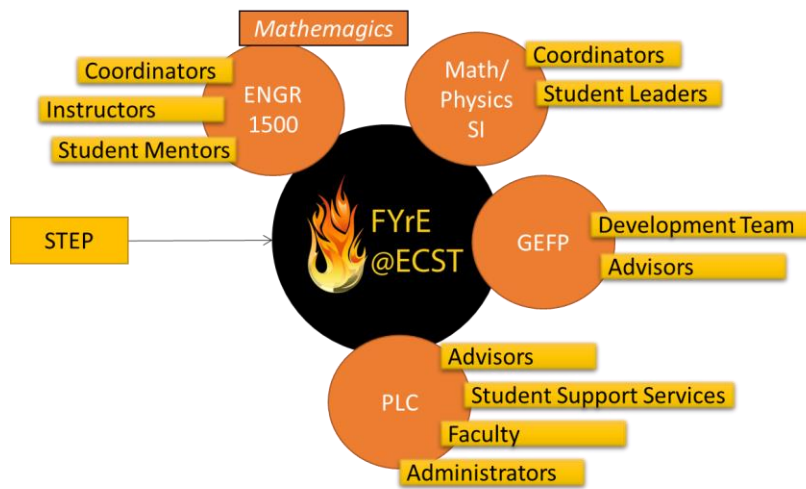 Mathemagics
Coordinators
Instructors
Student Mentors
ENGR
1500
Math/
Physics
SI
Coordinators
Student Leaders
STEP
FYrE
@ECST
GEFP
Development Team
Advisors
PLC
Advisors
Student Support Services
Faculty
Administrators